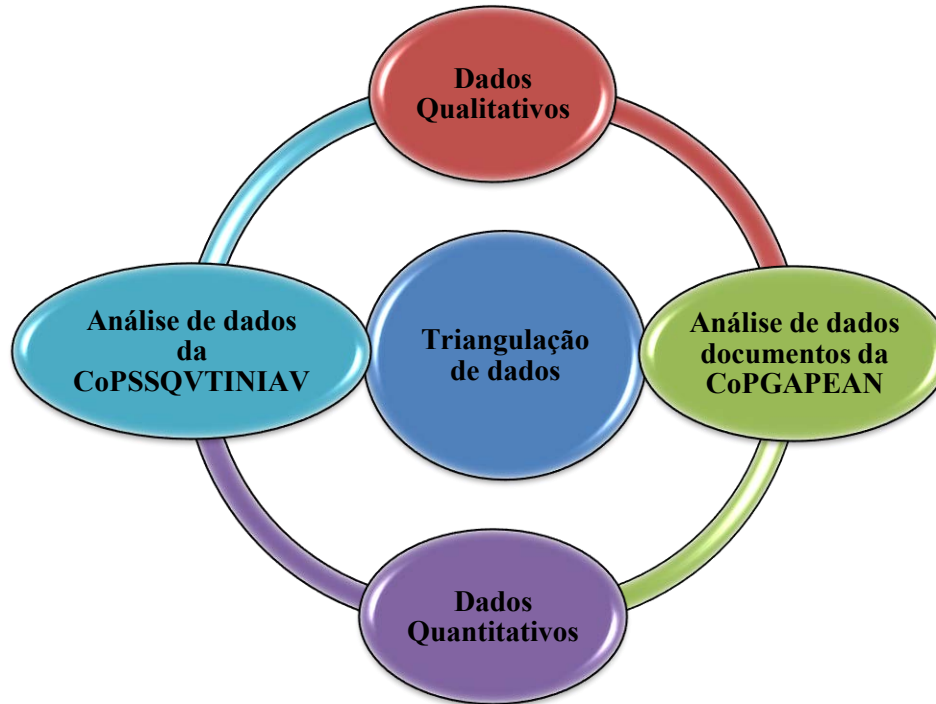 Dados
Qualitativos
Análise de dados
da
CoPSSQVTINIAV
Triangulação
de dados
Análise de dados
documentos da
CoPGAPEAN
Dados
Quantitativos